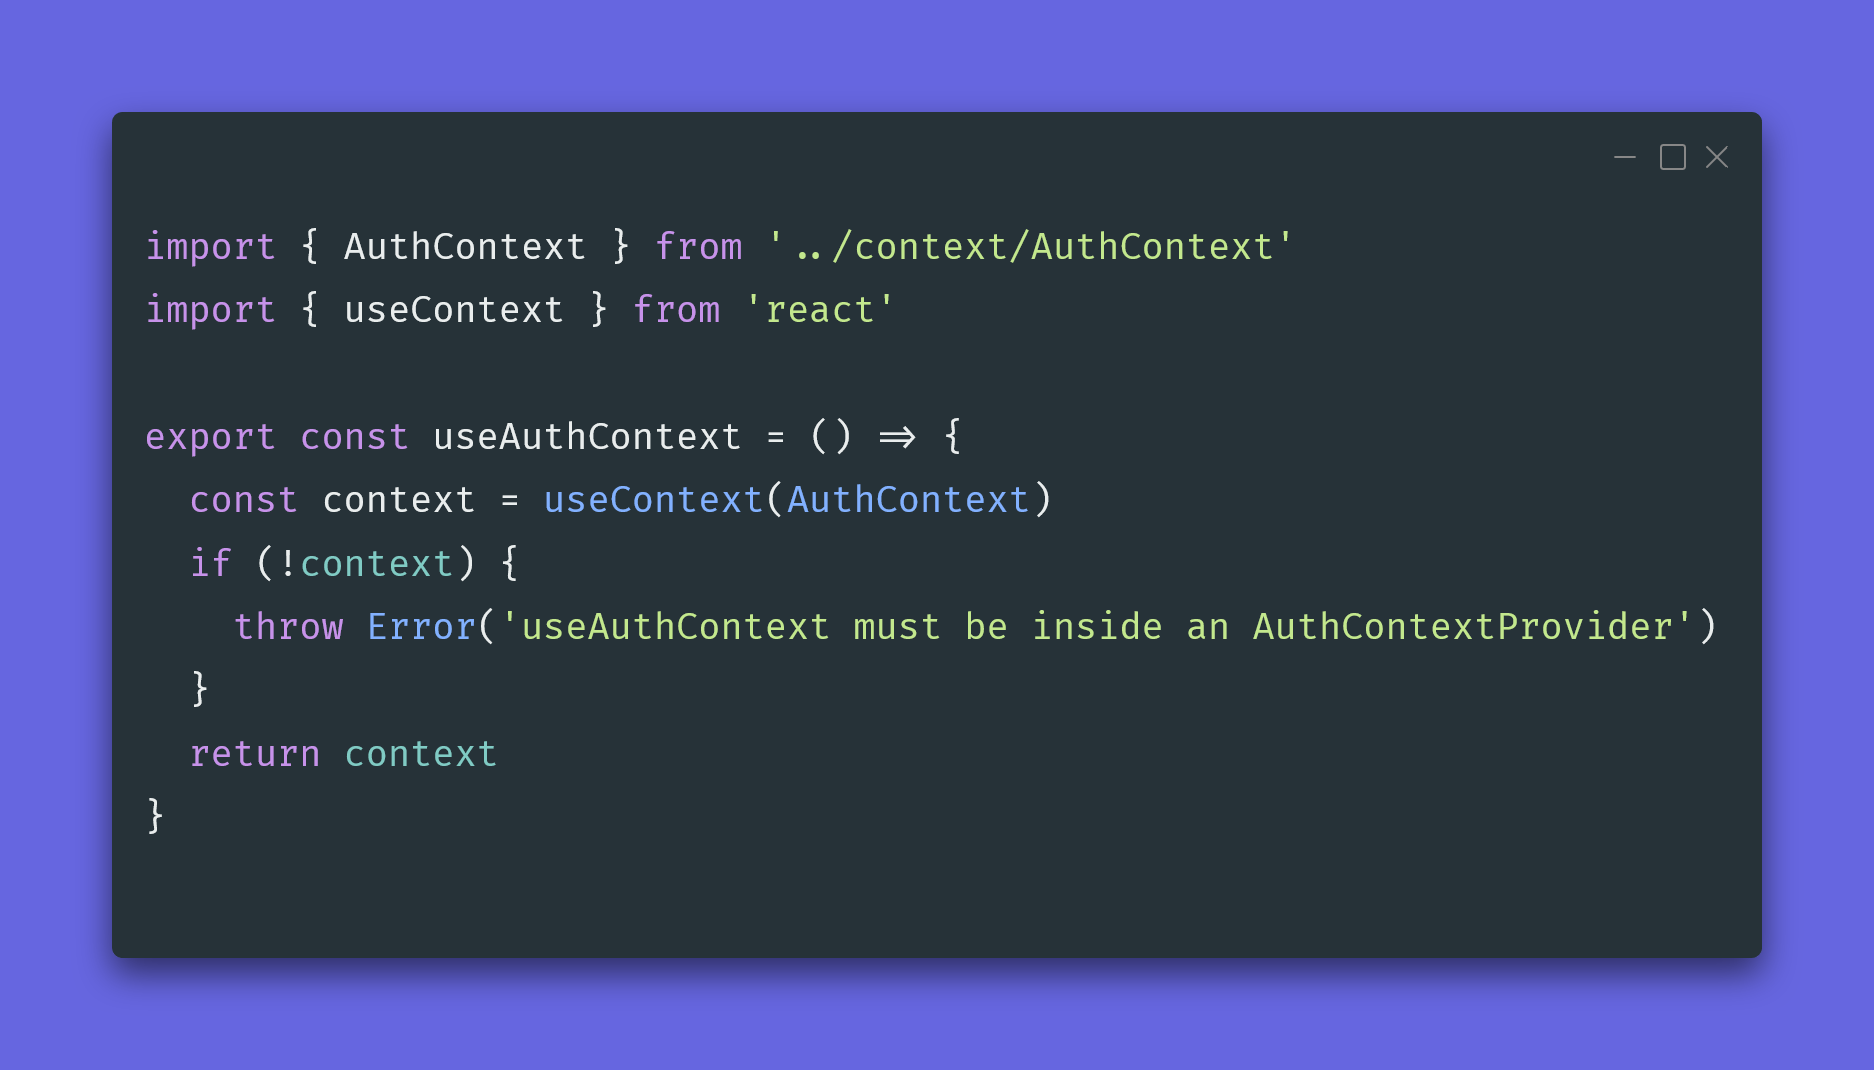 import { AuthContext } from '../context/AuthContext'
import { useContext } from 'react'
export const useAuthContext = () => {
  const context = useContext(AuthContext)
  if (!context) {
    throw Error('useAuthContext must be inside an AuthContextProvider')
  }
  return context
}